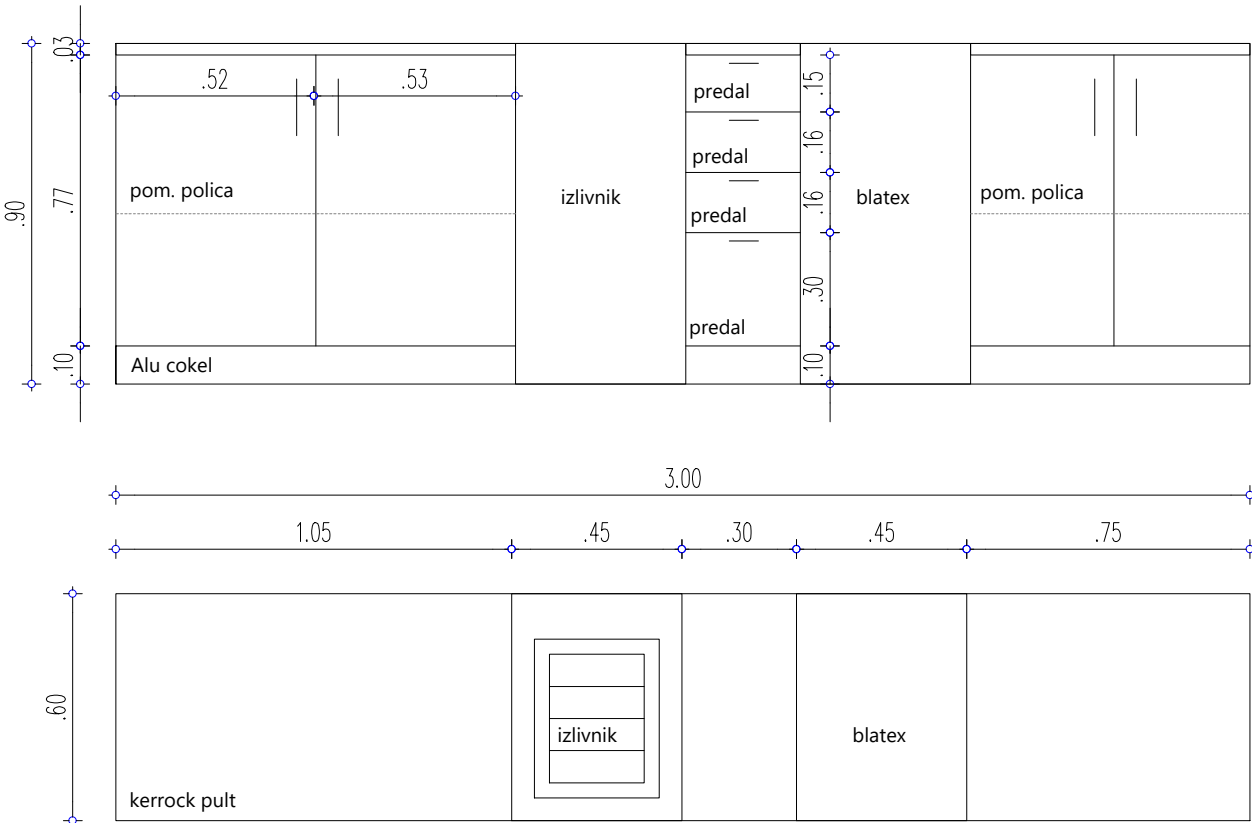 .03
.52
.53
.15
predal
.16
predal
pom. polica
.77
.90
izlivnik
.16
predal
blatex
pom. polica
.30
predal
.10
Alu cokel
.10
3.00
1.05
.45
.30
.45
.75
.60
izlivnik
blatex
kerrock pult